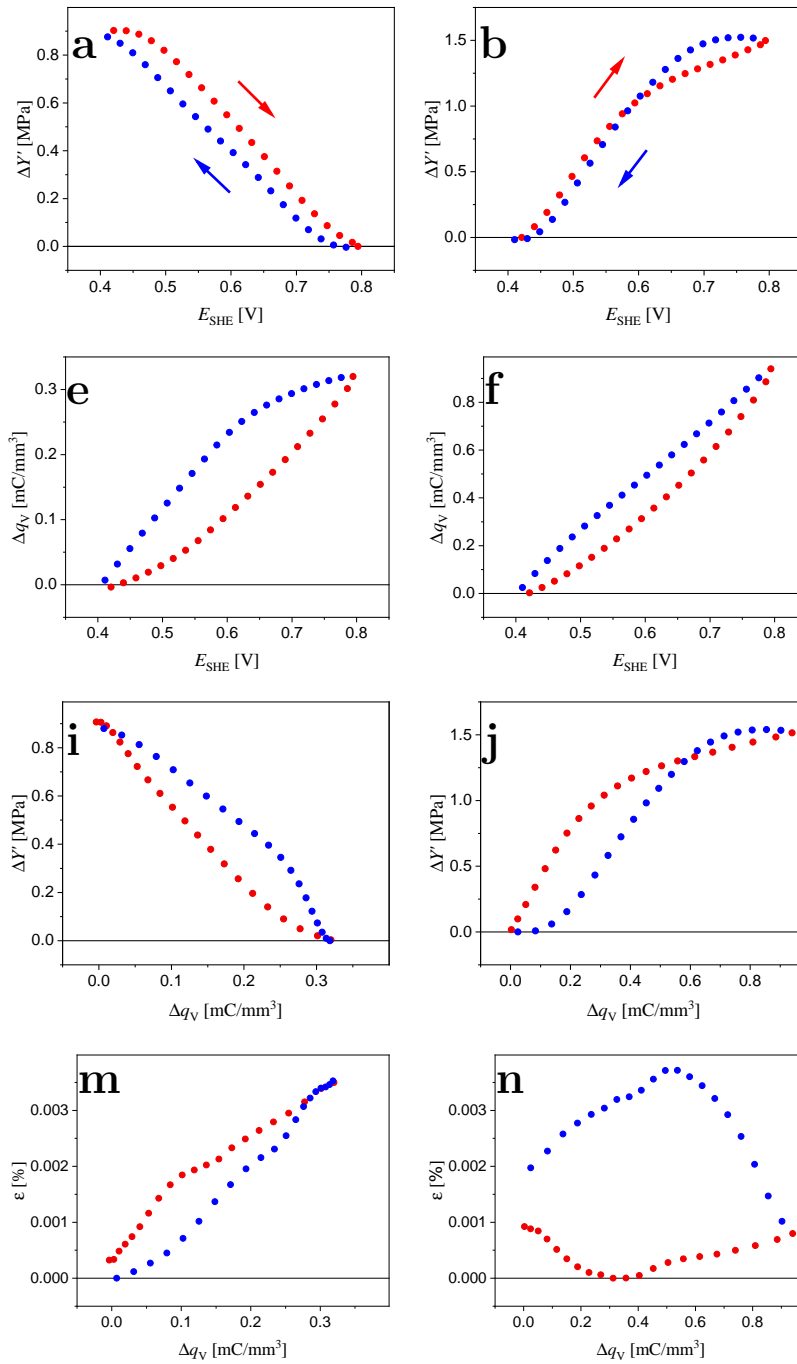 a
ΔY′ [MPa]
0.8
0.6
0.4
0.2
0.0
0.4 0.5 0.6 0.7 0.8
E_SHE [V]
b
ΔY′ [MPa]
1.5
1.0
0.5
0.0
0.4 0.5 0.6 0.7 0.8
E_SHE [V]
e
Δq_V [mC/mm³]
0.3
0.2
0.1
0.0
0.4 0.5 0.6 0.7 0.8
E_SHE [V]
f
Δq_V [mC/mm³]
0.8
0.6
0.4
0.2
0.0
0.4 0.5 0.6 0.7 0.8
E_SHE [V]
i
ΔY′ [MPa]
0.8
0.6
0.4
0.2
0.0
0.0 0.1 0.2 0.3
Δq_V [mC/mm³]
j
ΔY′ [MPa]
1.5
1.0
0.5
0.0
0.0 0.2 0.4 0.6 0.8
Δq_V [mC/mm³]
m
ε [%]
0.003
0.002
0.001
0.000
0.0 0.1 0.2 0.3
Δq_V [mC/mm³]
n
ε [%]
0.003
0.002
0.001
0.000
0.0 0.2 0.4 0.6 0.8
Δq_V [mC/mm³]